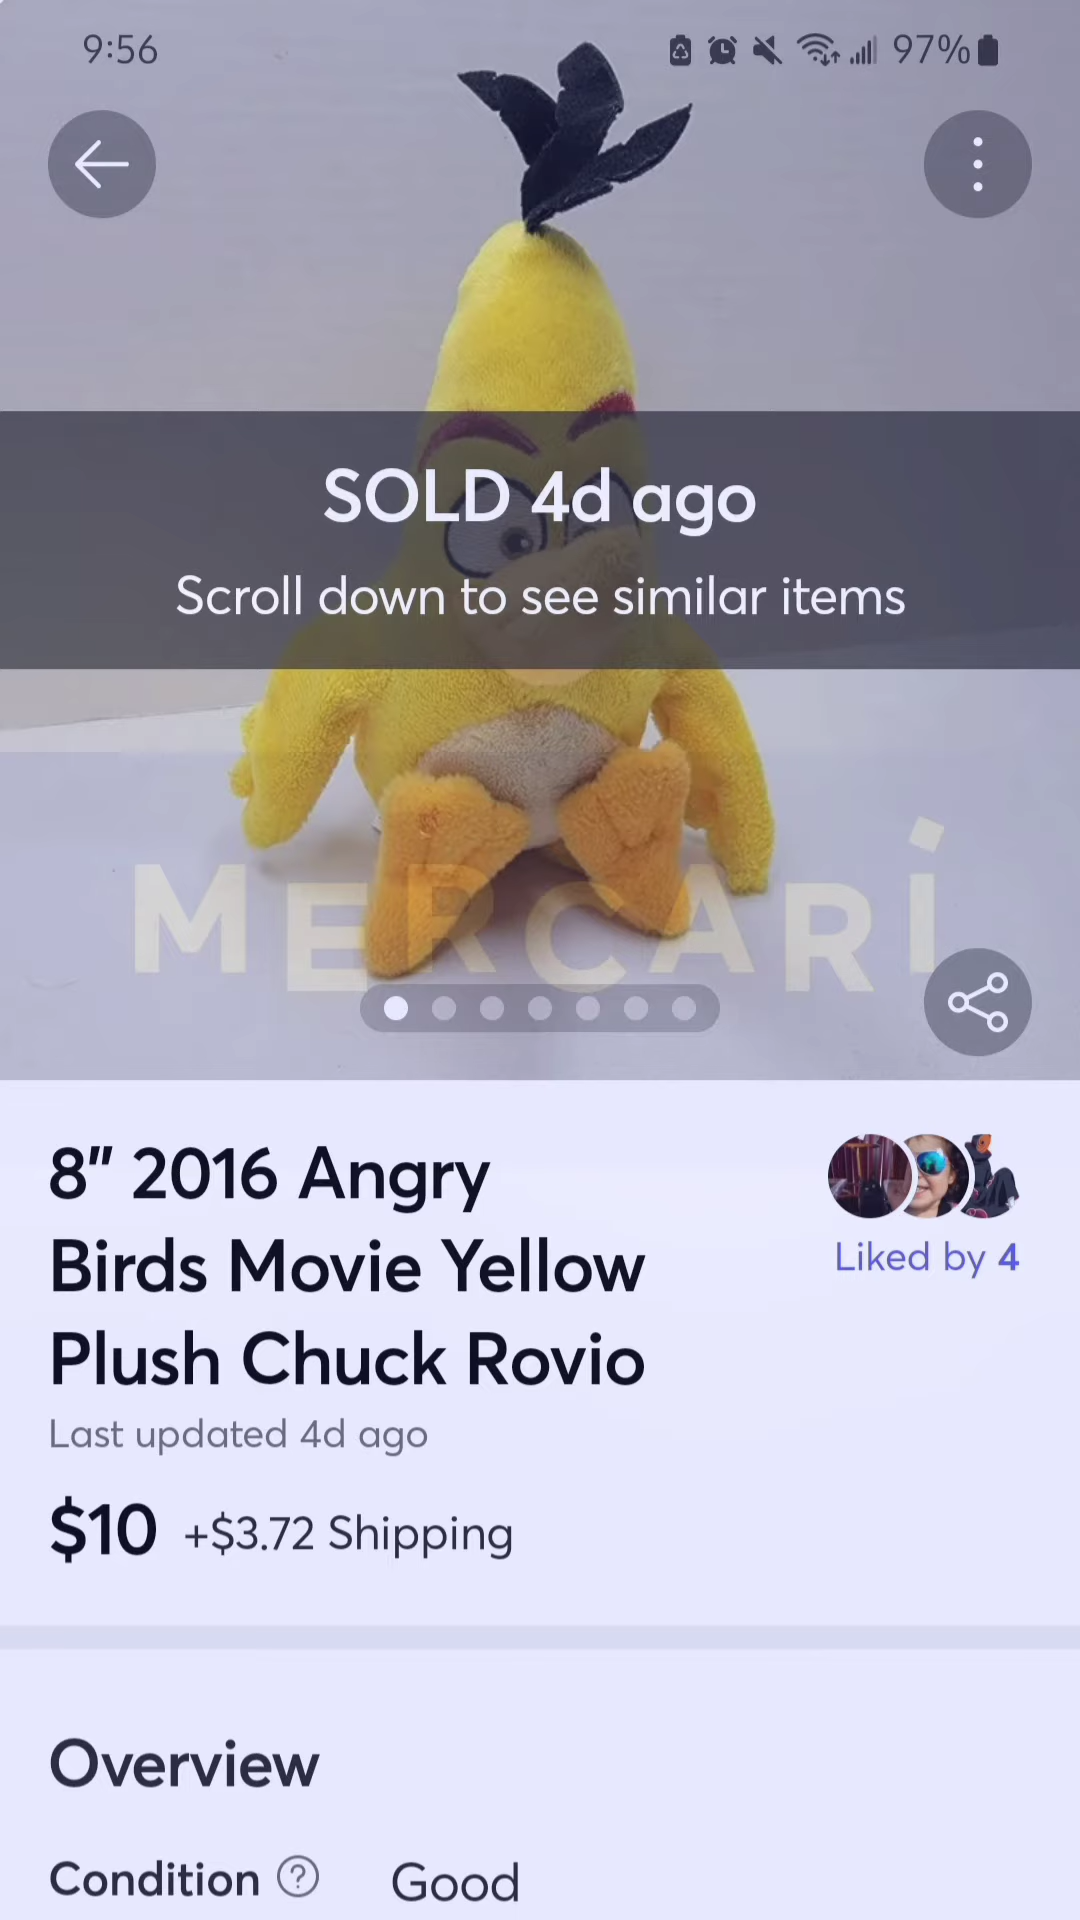 9:56
97%
SOLD 4d ago
Scroll down to see similar items
MERCARI
8" 2016 Angry
Birds Movie Yellow
Plush Chuck Rovio
Liked by 4
Last updated 4d ago
$10 +$3.72 Shipping
Overview
Condition ? Good